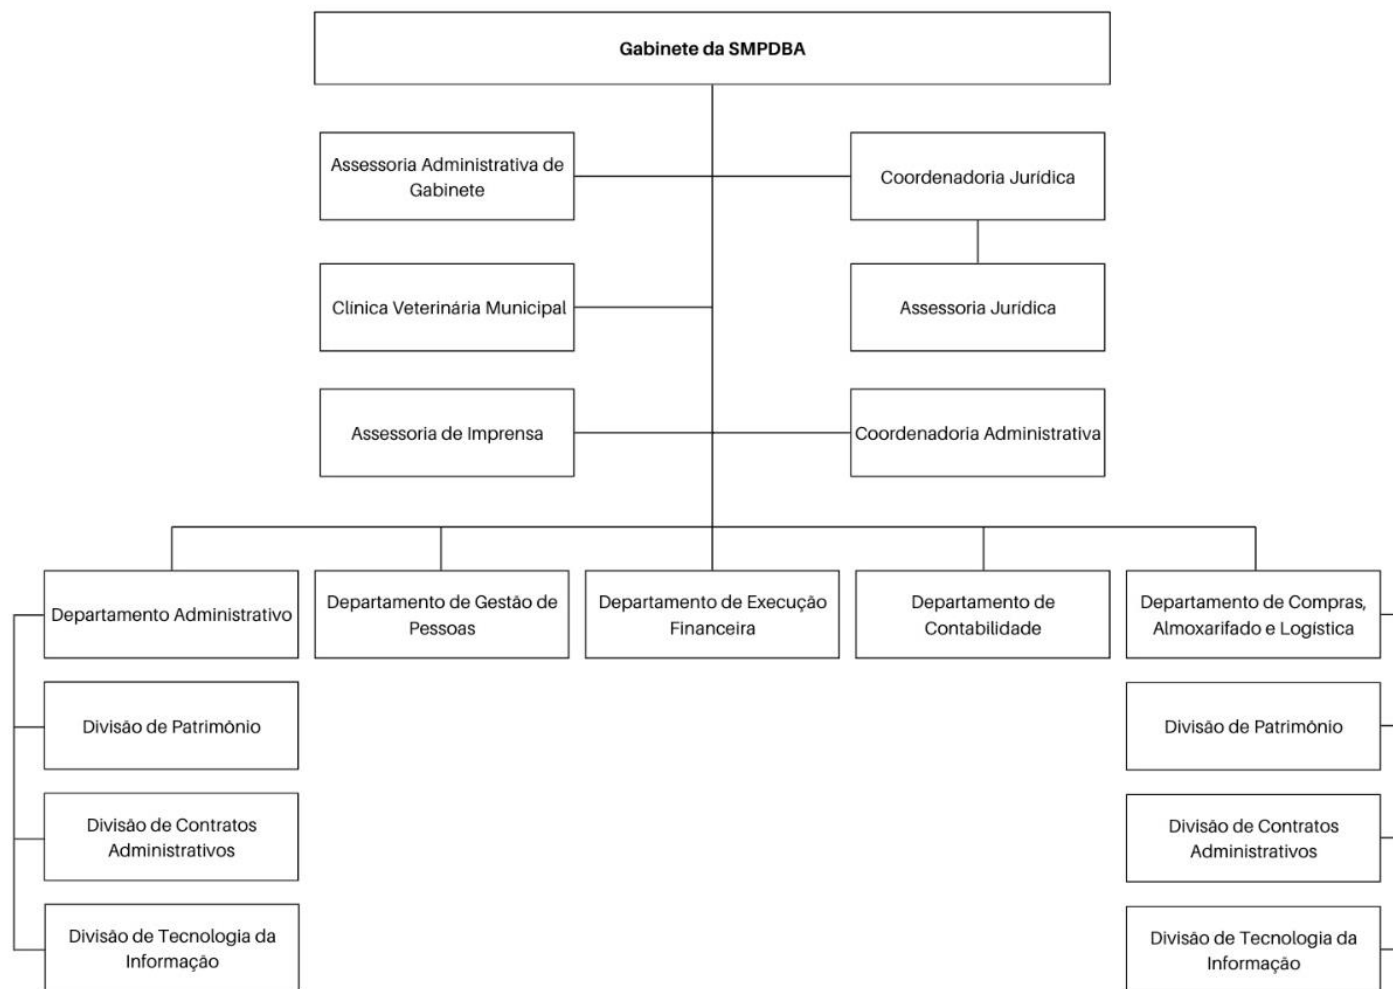 Gabinete da SMPDBA
Assessoria Administrativa de
Gabinete
Coordenadoria Jurídica
Clínica Veterinária Municipal
Assessoria Jurídica
Assessoria de Imprensa
Coordenadoria Administrativa
Departamento Administrativo
Departamento de Gestão de
Pessoas
Departamento de Execução
Financeira
Departamento de
Contabilidade
Departamento de Compras,
Almoxarifado e Logística
Divisão de Patrimônio
Divisão de Patrimônio
Divisão de Contratos
Administrativos
Divisão de Contratos
Administrativos
Divisão de Tecnologia da
Informação
Divisão de Tecnologia da
Informação